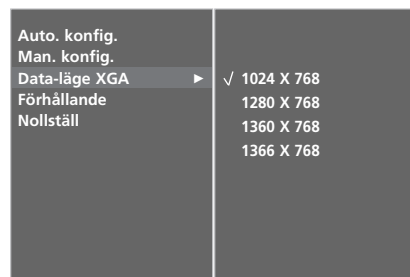 Auto. konfig.
Man. konfig.
Data-läge XGA ►
Förhållande
Nollställ
√ 1024 X 768
1280 X 768
1360 X 768
1366 X 768